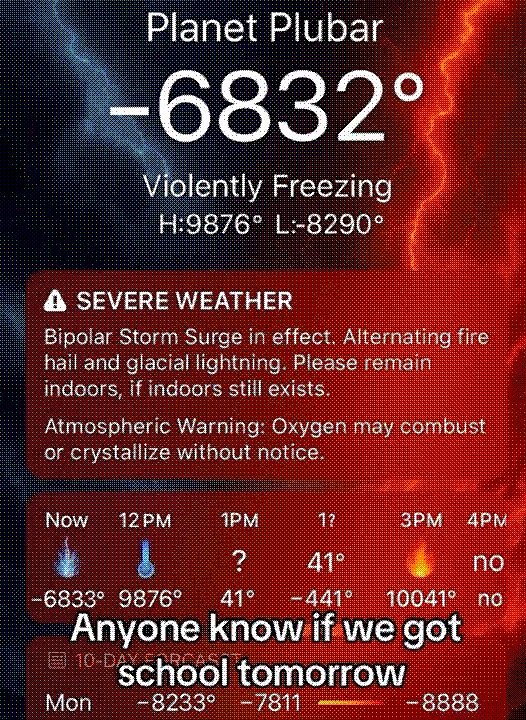 Planet Plubar
-6832°
Violently Freezing
H:9876° L:-8290°
SEVERE WEATHER
Bipolar Storm Surge in effect. Alternating fire
hail and glacial lightning. Please remain
indoors, if indoors still exists.
Atmospheric Warning: Oxygen may combust
or crystallize without notice.
Now 12PM 1PM 1? 3PM 4PM
? 41° no
-6833° 9876° 41° -441° 10041° no
Anyone know if we got
10-DAY FORECAST
school tomorrow
Mon -8233° -7811 -8888